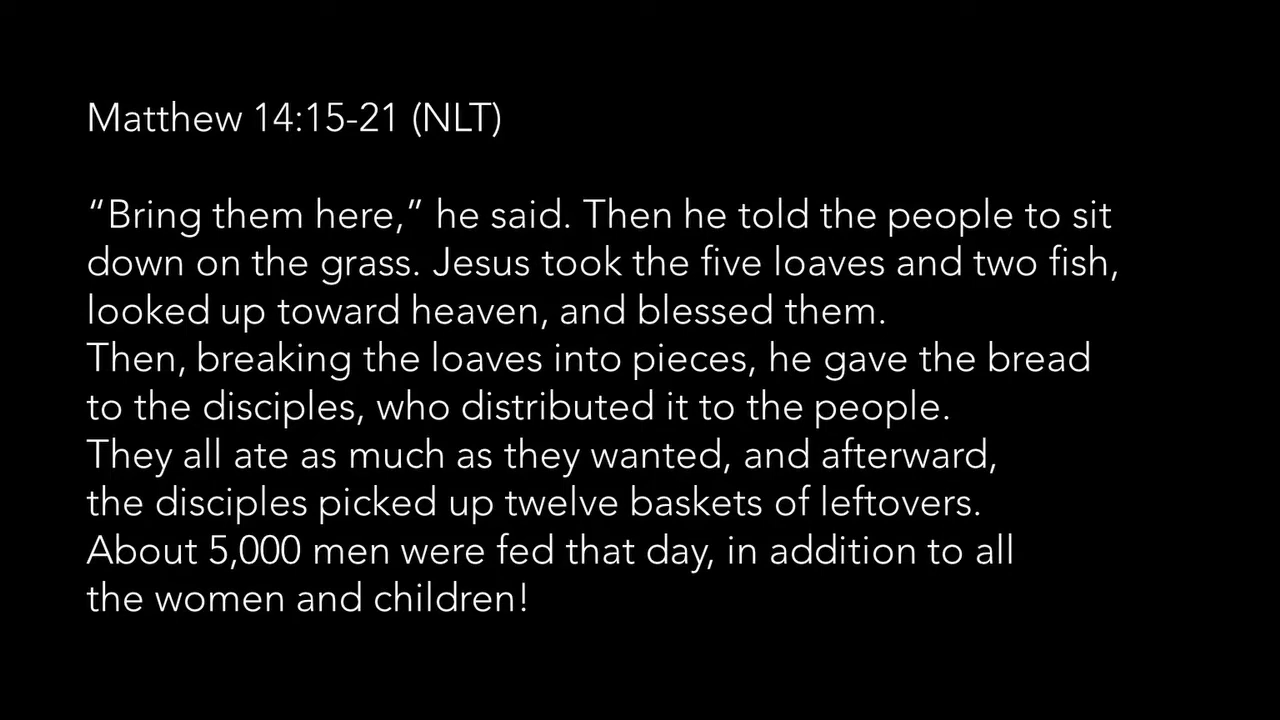 Matthew 14:15-21 (NLT)
“Bring them here,” he said. Then he told the people to sit
down on the grass. Jesus took the five loaves and two fish,
looked up toward heaven, and blessed them.
Then, breaking the loaves into pieces, he gave the bread
to the disciples, who distributed it to the people.
They all ate as much as they wanted, and afterward,
the disciples picked up twelve baskets of leftovers.
About 5,000 men were fed that day, in addition to all
the women and children!